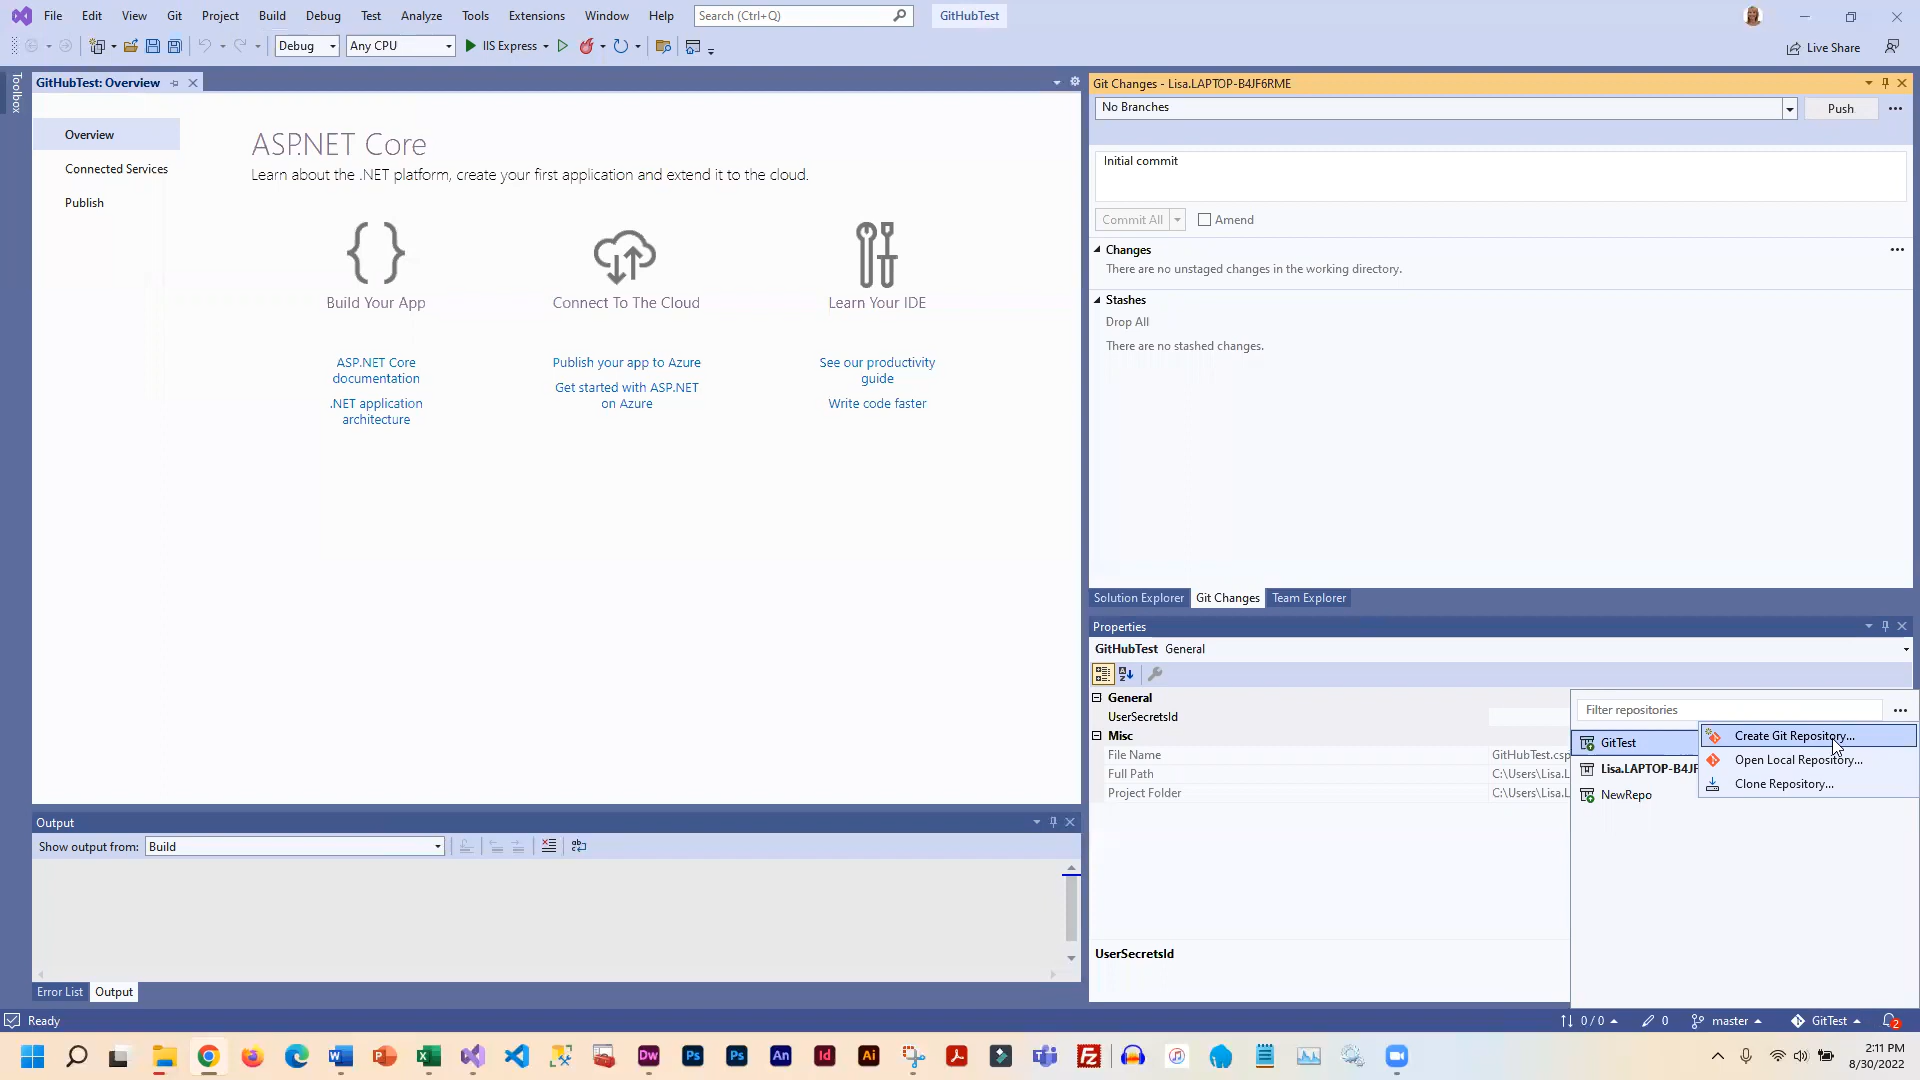 File Edit View Git Project Build Debug Test Analyze Tools Extensions Window Help Search (Ctrl+Q) GitHubTest
Debug Any CPU IIS Express Live Share
Toolbox
GitHubTest: Overview
Overview
Connected Services
Publish
ASP.NET Core
Learn about the .NET platform, create your first application and extend it to the cloud.
Build Your App
Connect To The Cloud
Learn Your IDE
ASP.NET Core
documentation
.NET application
architecture
Publish your app to Azure
Get started with ASP.NET
on Azure
See our productivity
guide
Write code faster
Git Changes - Lisa.LAPTOP-B4JF6RME
No Branches
Push
Initial commit
Commit All Amend
Changes
There are no unstaged changes in the working directory.
Stashes
Drop All
There are no stashed changes.
Solution Explorer Git Changes Team Explorer
Properties
GitHubTest General
General
UserSecretsId
Misc
File Name GitHubTest.csp
Full Path C:\Users\Lisa.L
Project Folder C:\Users\Lisa.L
UserSecretsId
Filter repositories
GitTest
Lisa.LAPTOP-B4JF
NewRepo
Create Git Repository...
Open Local Repository...
Clone Repository...
Output
Show output from: Build
Error List Output
Ready
0 / 0 0 master GitTest 2
2:11 PM
8/30/2022